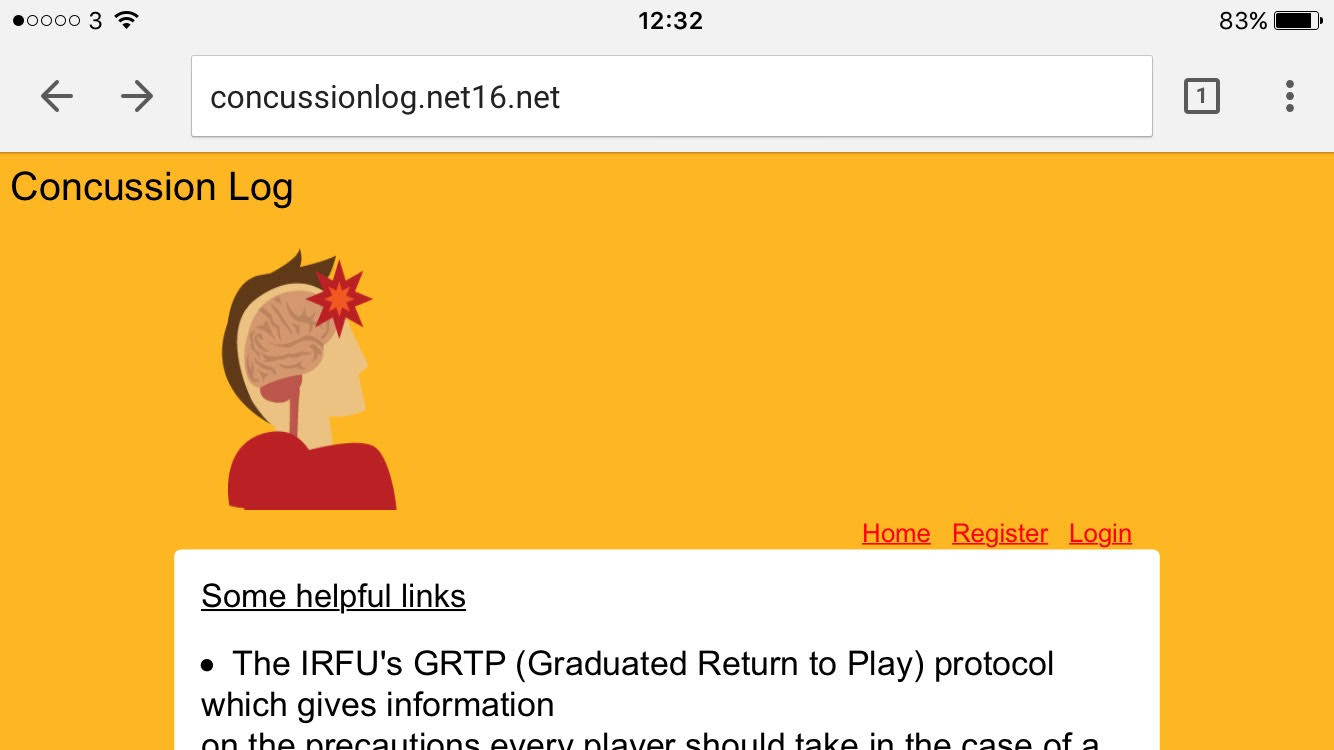 3 12:32 83%
concussionlog.net16.net 1
Concussion Log
Home Register Login
Some helpful links
• The IRFU's GRTP (Graduated Return to Play) protocol
which gives information
on the precautions every player should take in the case of a